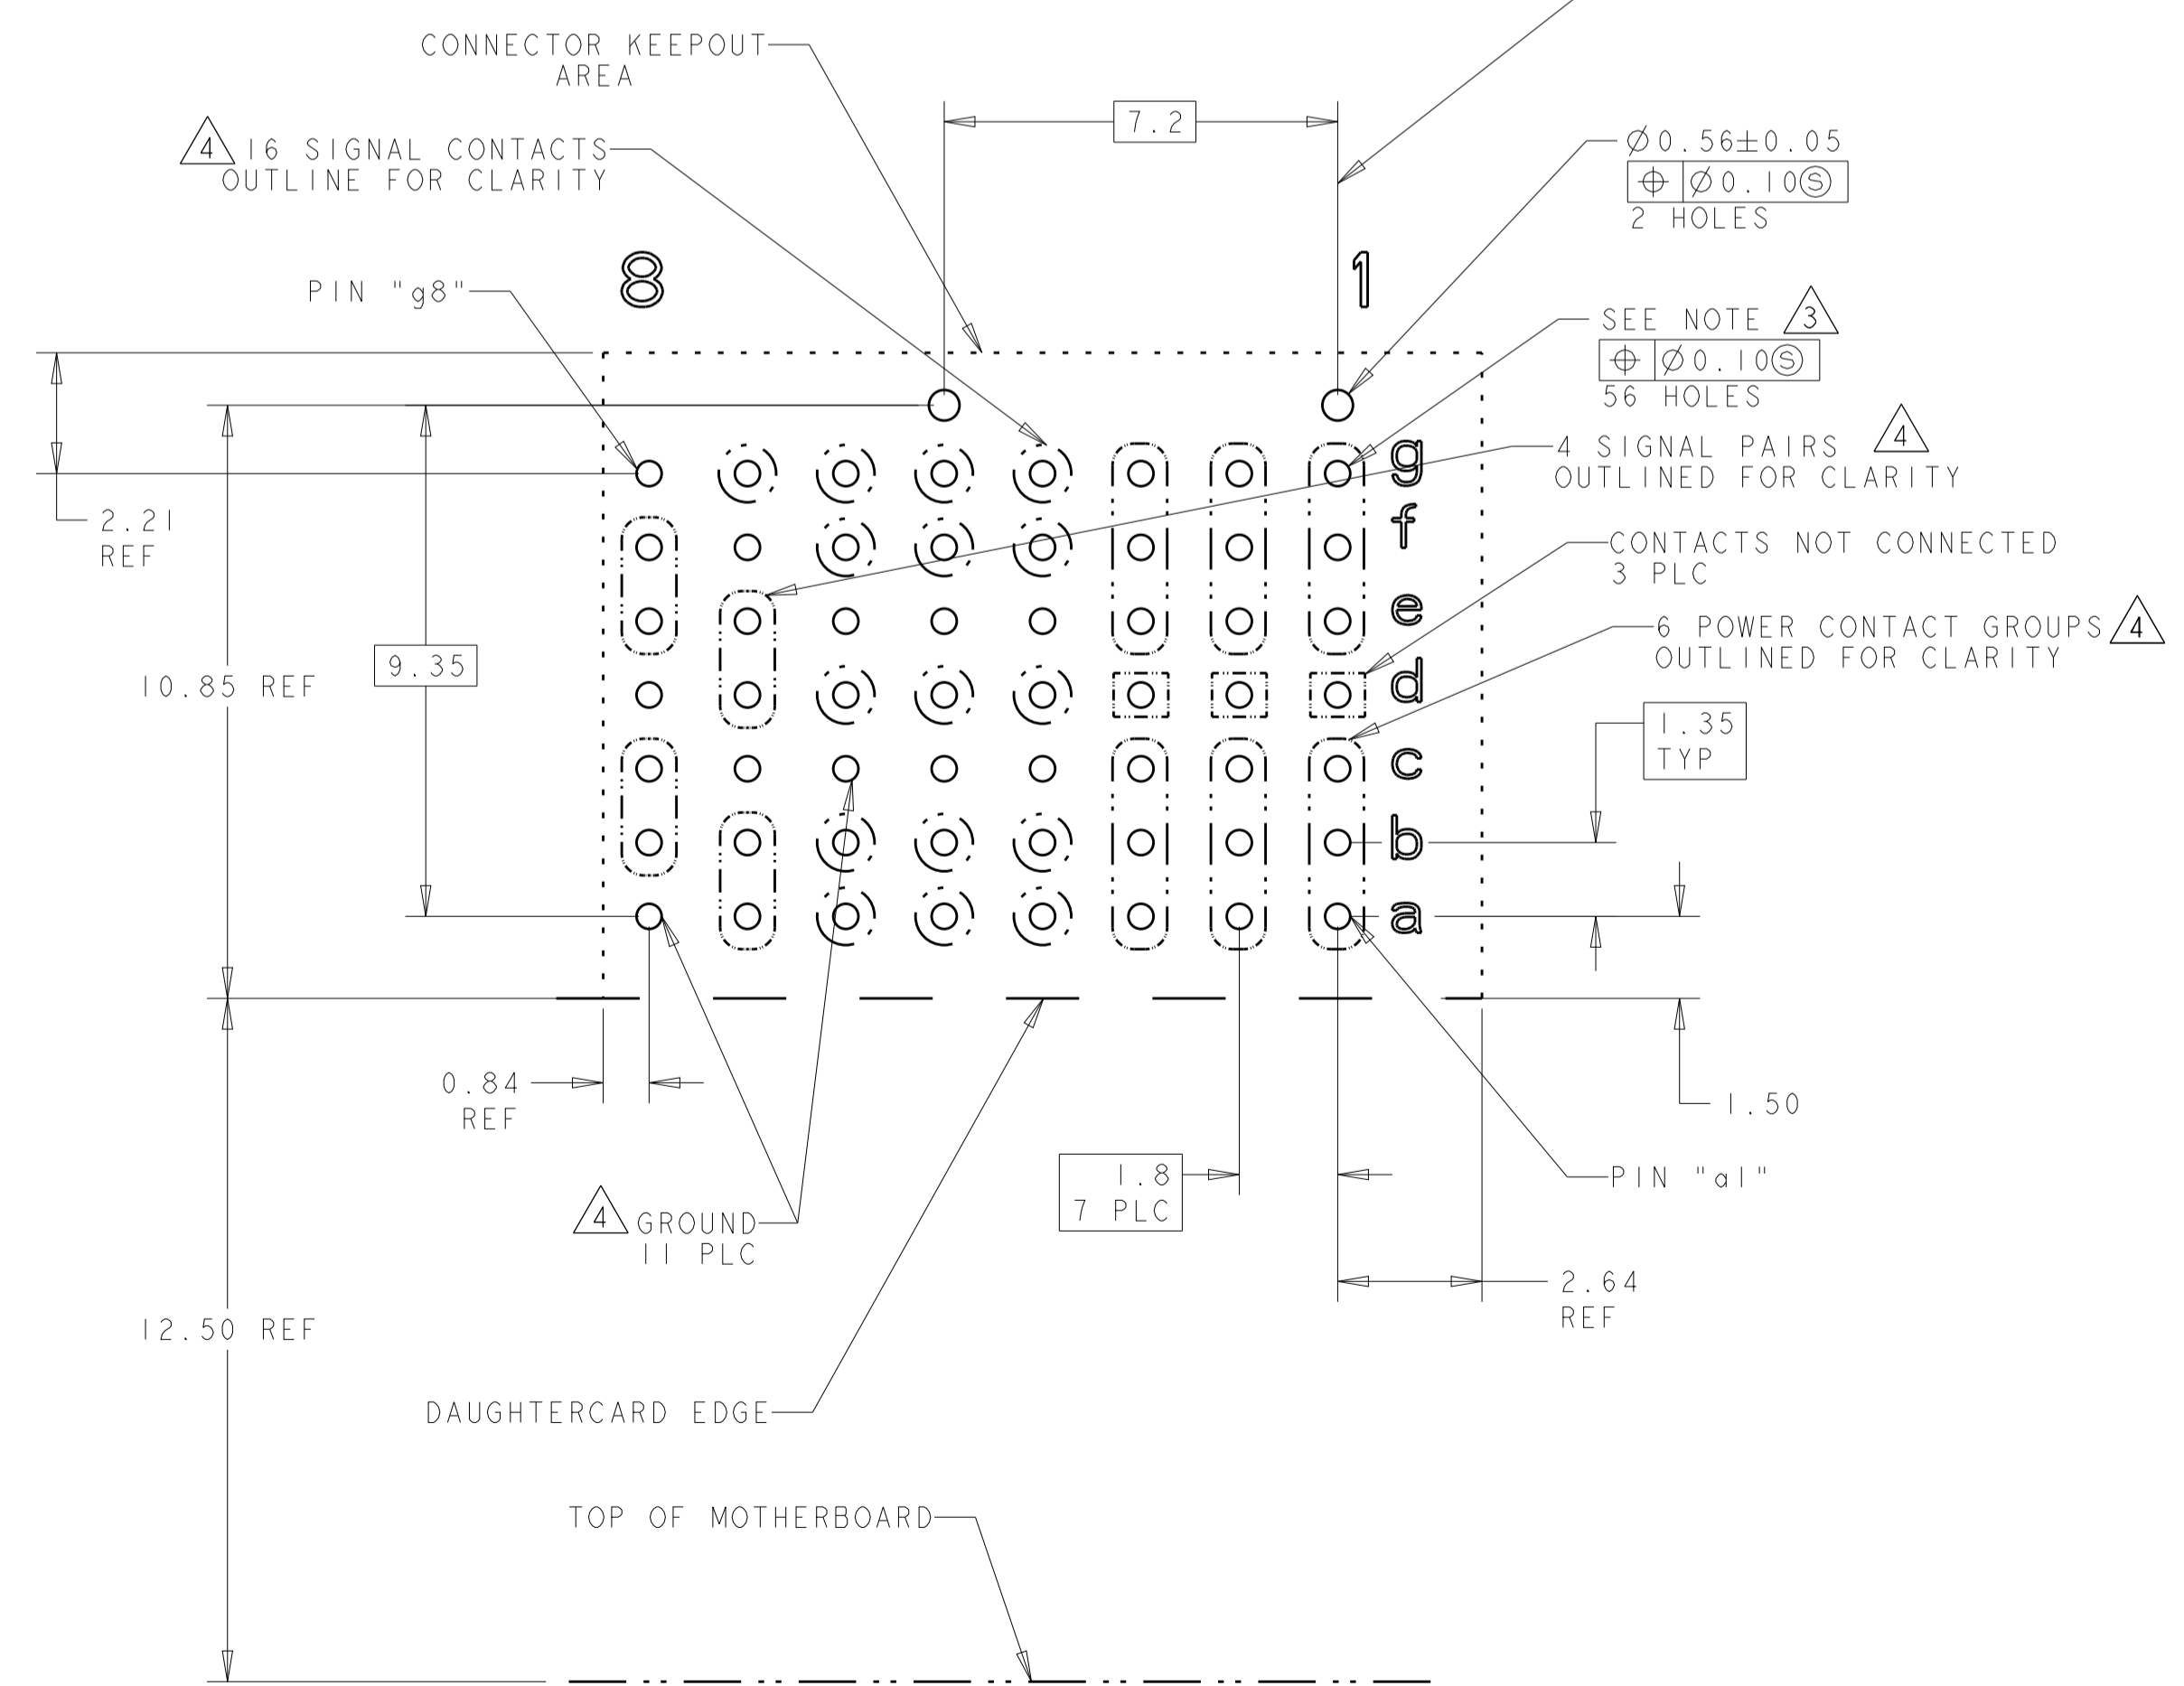 CONNECTOR KEEPOUT
AREA
7.2
4 16 SIGNAL CONTACTS
OUTLINE FOR CLARITY
Ø0.56±0.05
⌖ Ø0.10Ⓢ
2 HOLES
8
1
PIN "g8"
SEE NOTE 3
⌖ Ø0.10Ⓢ
56 HOLES
g
4 SIGNAL PAIRS 4
OUTLINED FOR CLARITY
2.21
REF
f
CONTACTS NOT CONNECTED
3 PLC
e
6 POWER CONTACT GROUPS 4
OUTLINED FOR CLARITY
9.35
10.85 REF
d
1.35
TYP
c
b
a
0.84
REF
1.50
1.8
7 PLC
PIN "a1"
4 GROUND
11 PLC
2.64
REF
12.50 REF
DAUGHTERCARD EDGE
TOP OF MOTHERBOARD